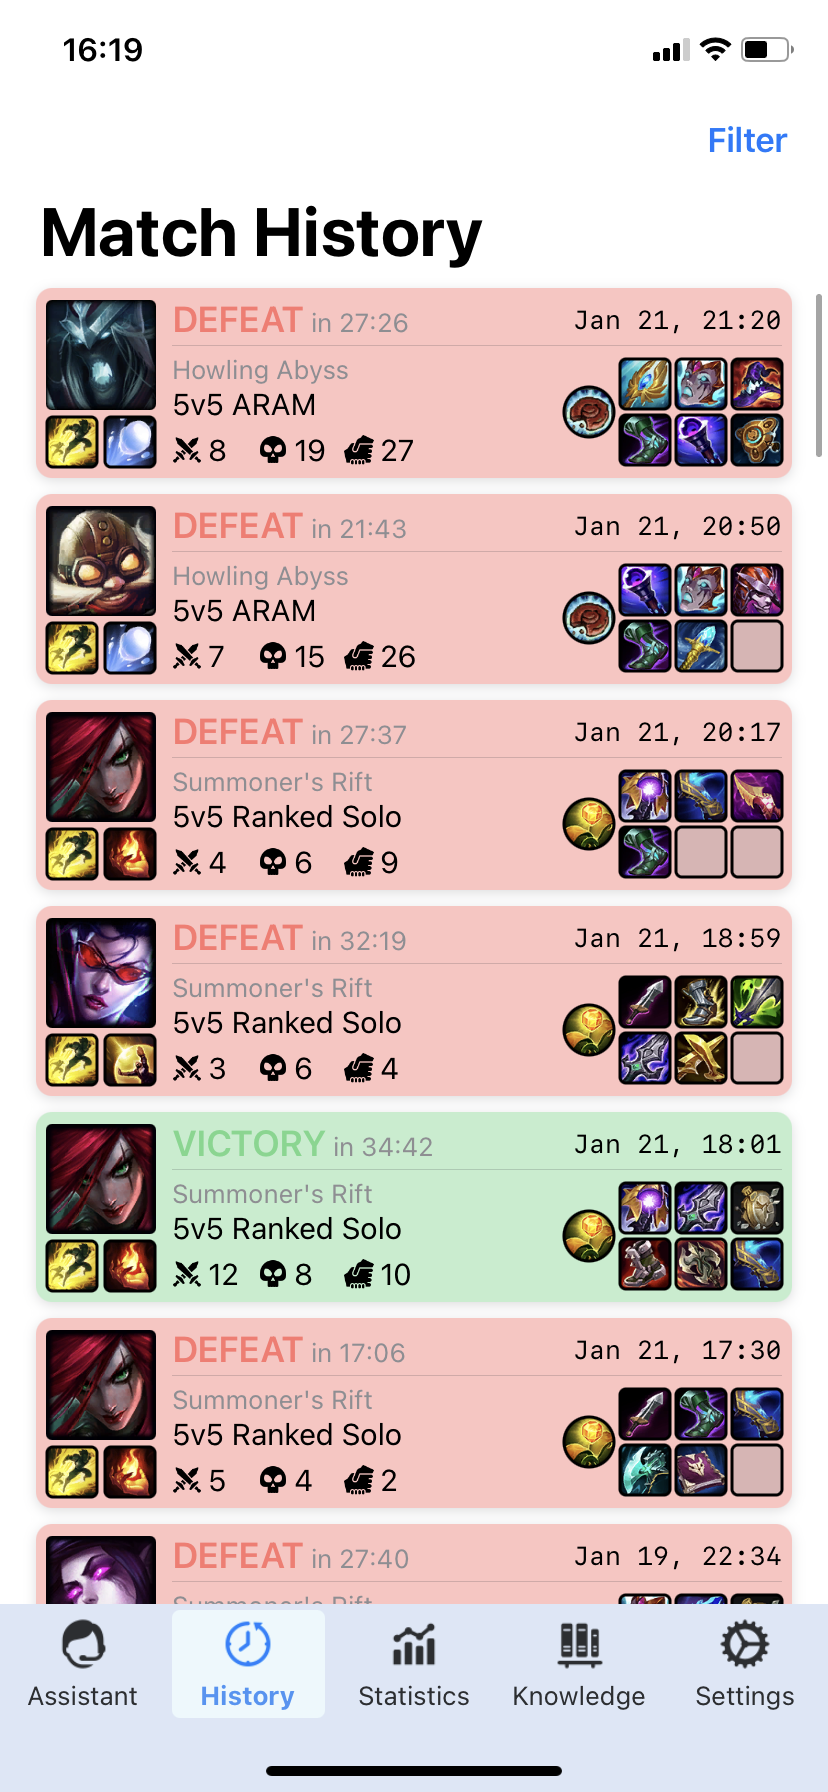 16:19
Filter
Match History
DEFEAT in 27:26 Jan 21, 21:20
Howling Abyss
5v5 ARAM
8 19 27
DEFEAT in 21:43 Jan 21, 20:50
Howling Abyss
5v5 ARAM
7 15 26
DEFEAT in 27:37 Jan 21, 20:17
Summoner's Rift
5v5 Ranked Solo
4 6 9
DEFEAT in 32:19 Jan 21, 18:59
Summoner's Rift
5v5 Ranked Solo
3 6 4
VICTORY in 34:42 Jan 21, 18:01
Summoner's Rift
5v5 Ranked Solo
12 8 10
DEFEAT in 17:06 Jan 21, 17:30
Summoner's Rift
5v5 Ranked Solo
5 4 2
DEFEAT in 27:40 Jan 19, 22:34
Summoner's Rift
Assistant History Statistics Knowledge Settings